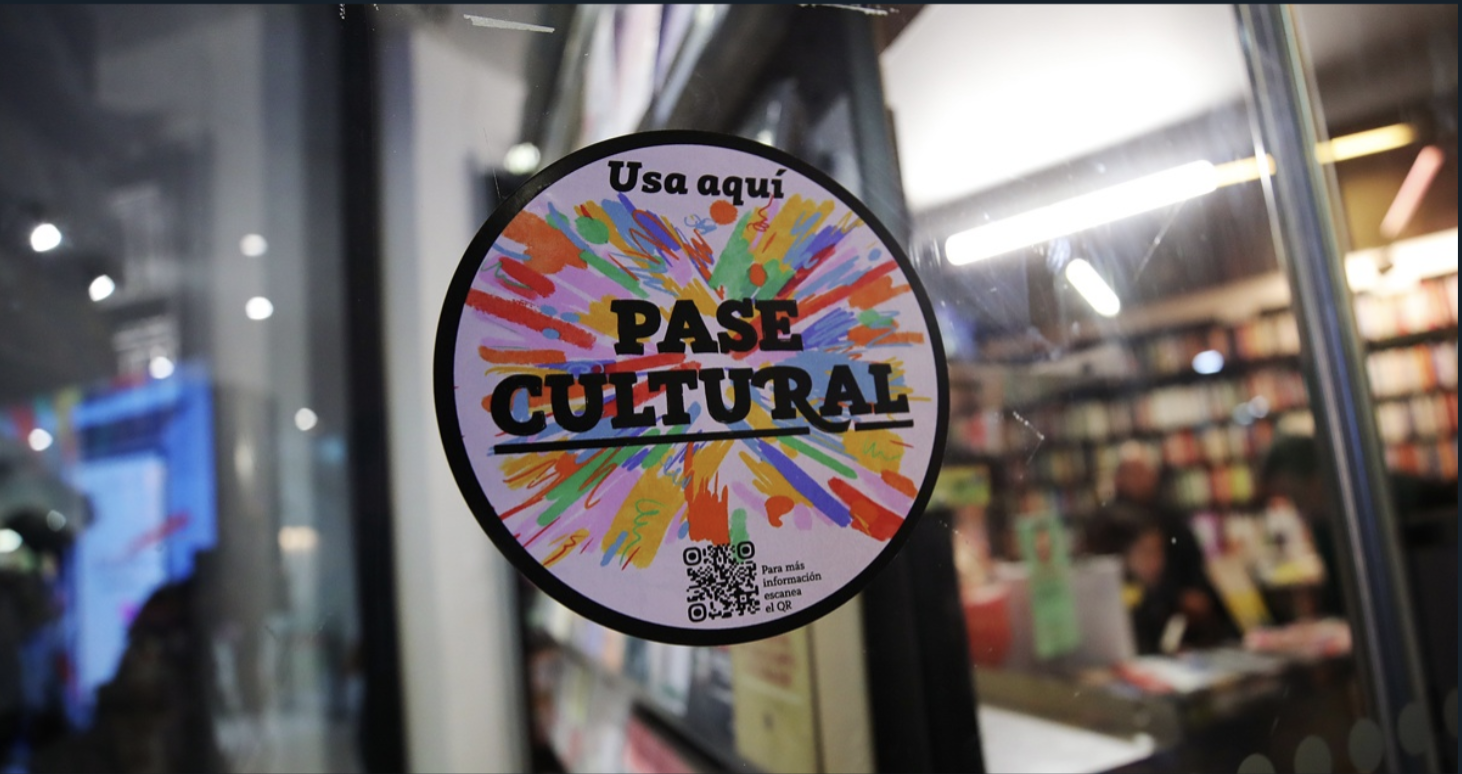 Usa aquí
PASE
CULTURAL
Para más
información
escanea
el QR